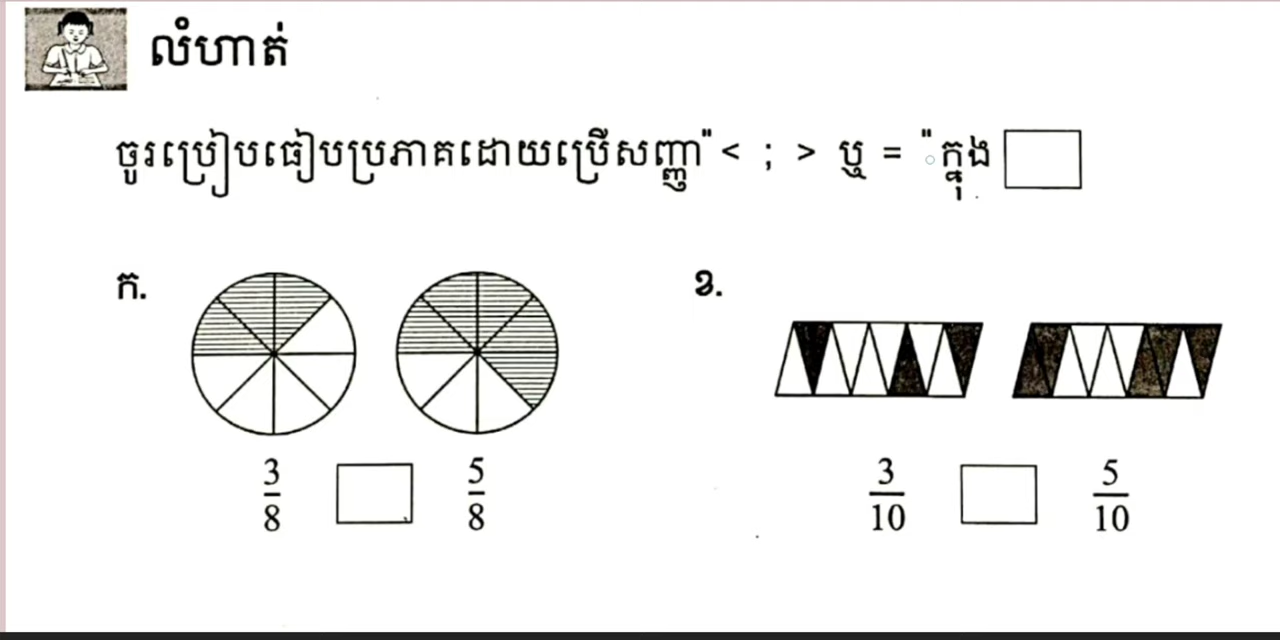 លំហាត់
ចូរប្រៀបធៀបប្រភាគដោយប្រើសញ្ញា"< ; > ឬ = "ក្នុង
ក. ខ.
3/8 5/8 3/10 5/10